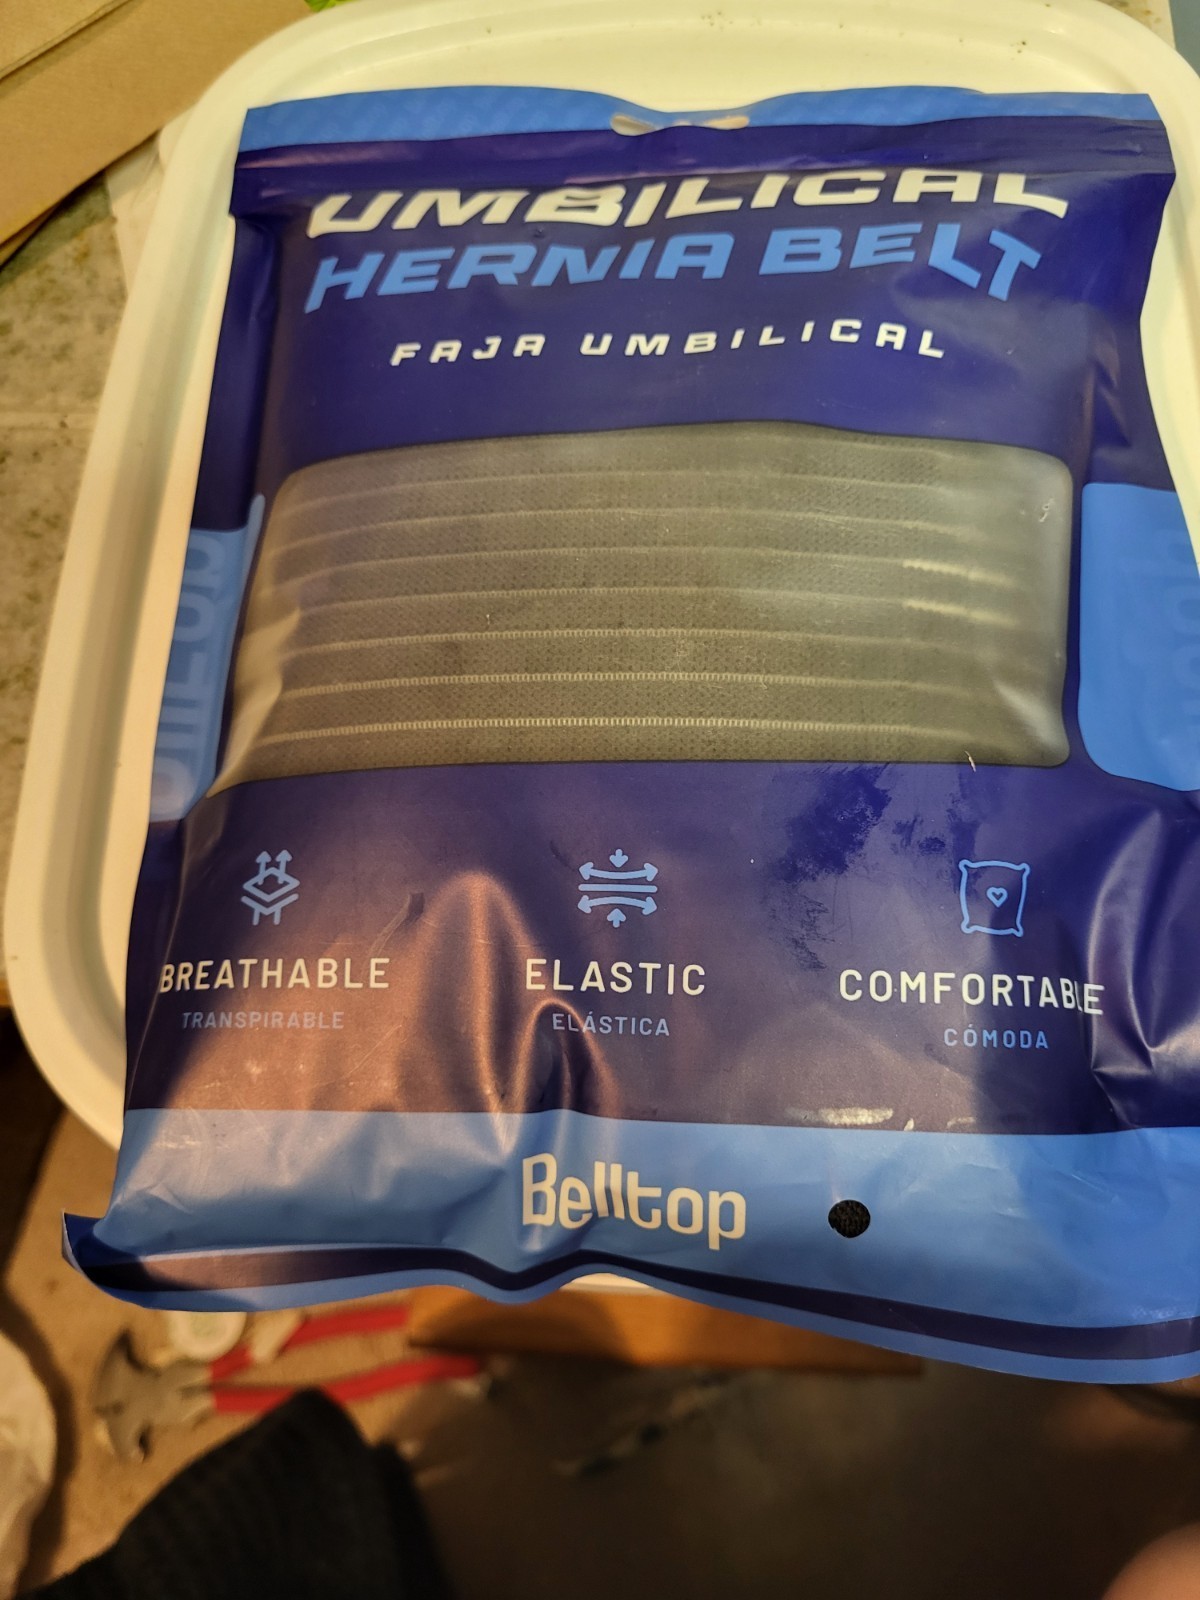 UMBILICAL
HERNIA BELT
FAJA UMBILICAL
BREATHABLE
TRANSPIRABLE
ELASTIC
ELÁSTICA
COMFORTABLE
CÓMODA
Belltop